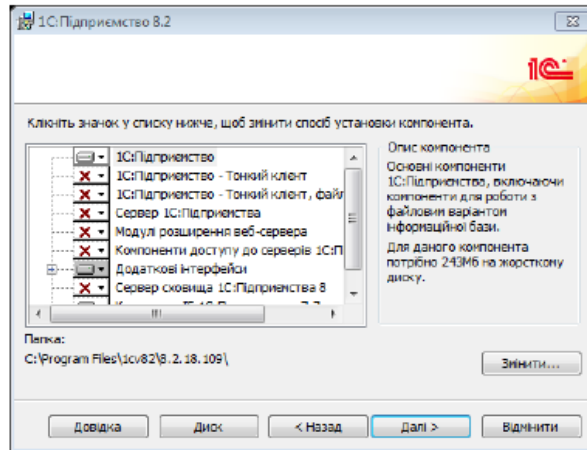 1С:Підприємство 8.2
1С
Клікніть значок у списку нижче, щоб змінити спосіб установки компонента.
1С:Підприємство
1С:Підприємство - Тонкий клієнт
1С:Підприємство - Тонкий клієнт, файл
Сервер 1С:Підприємства
Модулі розширення веб-сервера
Компоненти доступу до серверів 1С:П
Додаткові інтерфейси
Сервер сховища 1С:Підприємства 8
Опис компонента
Основні компоненти
1С:Підприємства, включаючи
компоненти для роботи з
файловим варіантом
інформаційної бази.
Для даного компонента
потрібно 243Мб на жорсткому
диску.
Папка:
C:\Program Files\1cv82\8.2.18.109\
Змінити...
Довідка
Диск
< Назад
Далі >
Відмінити